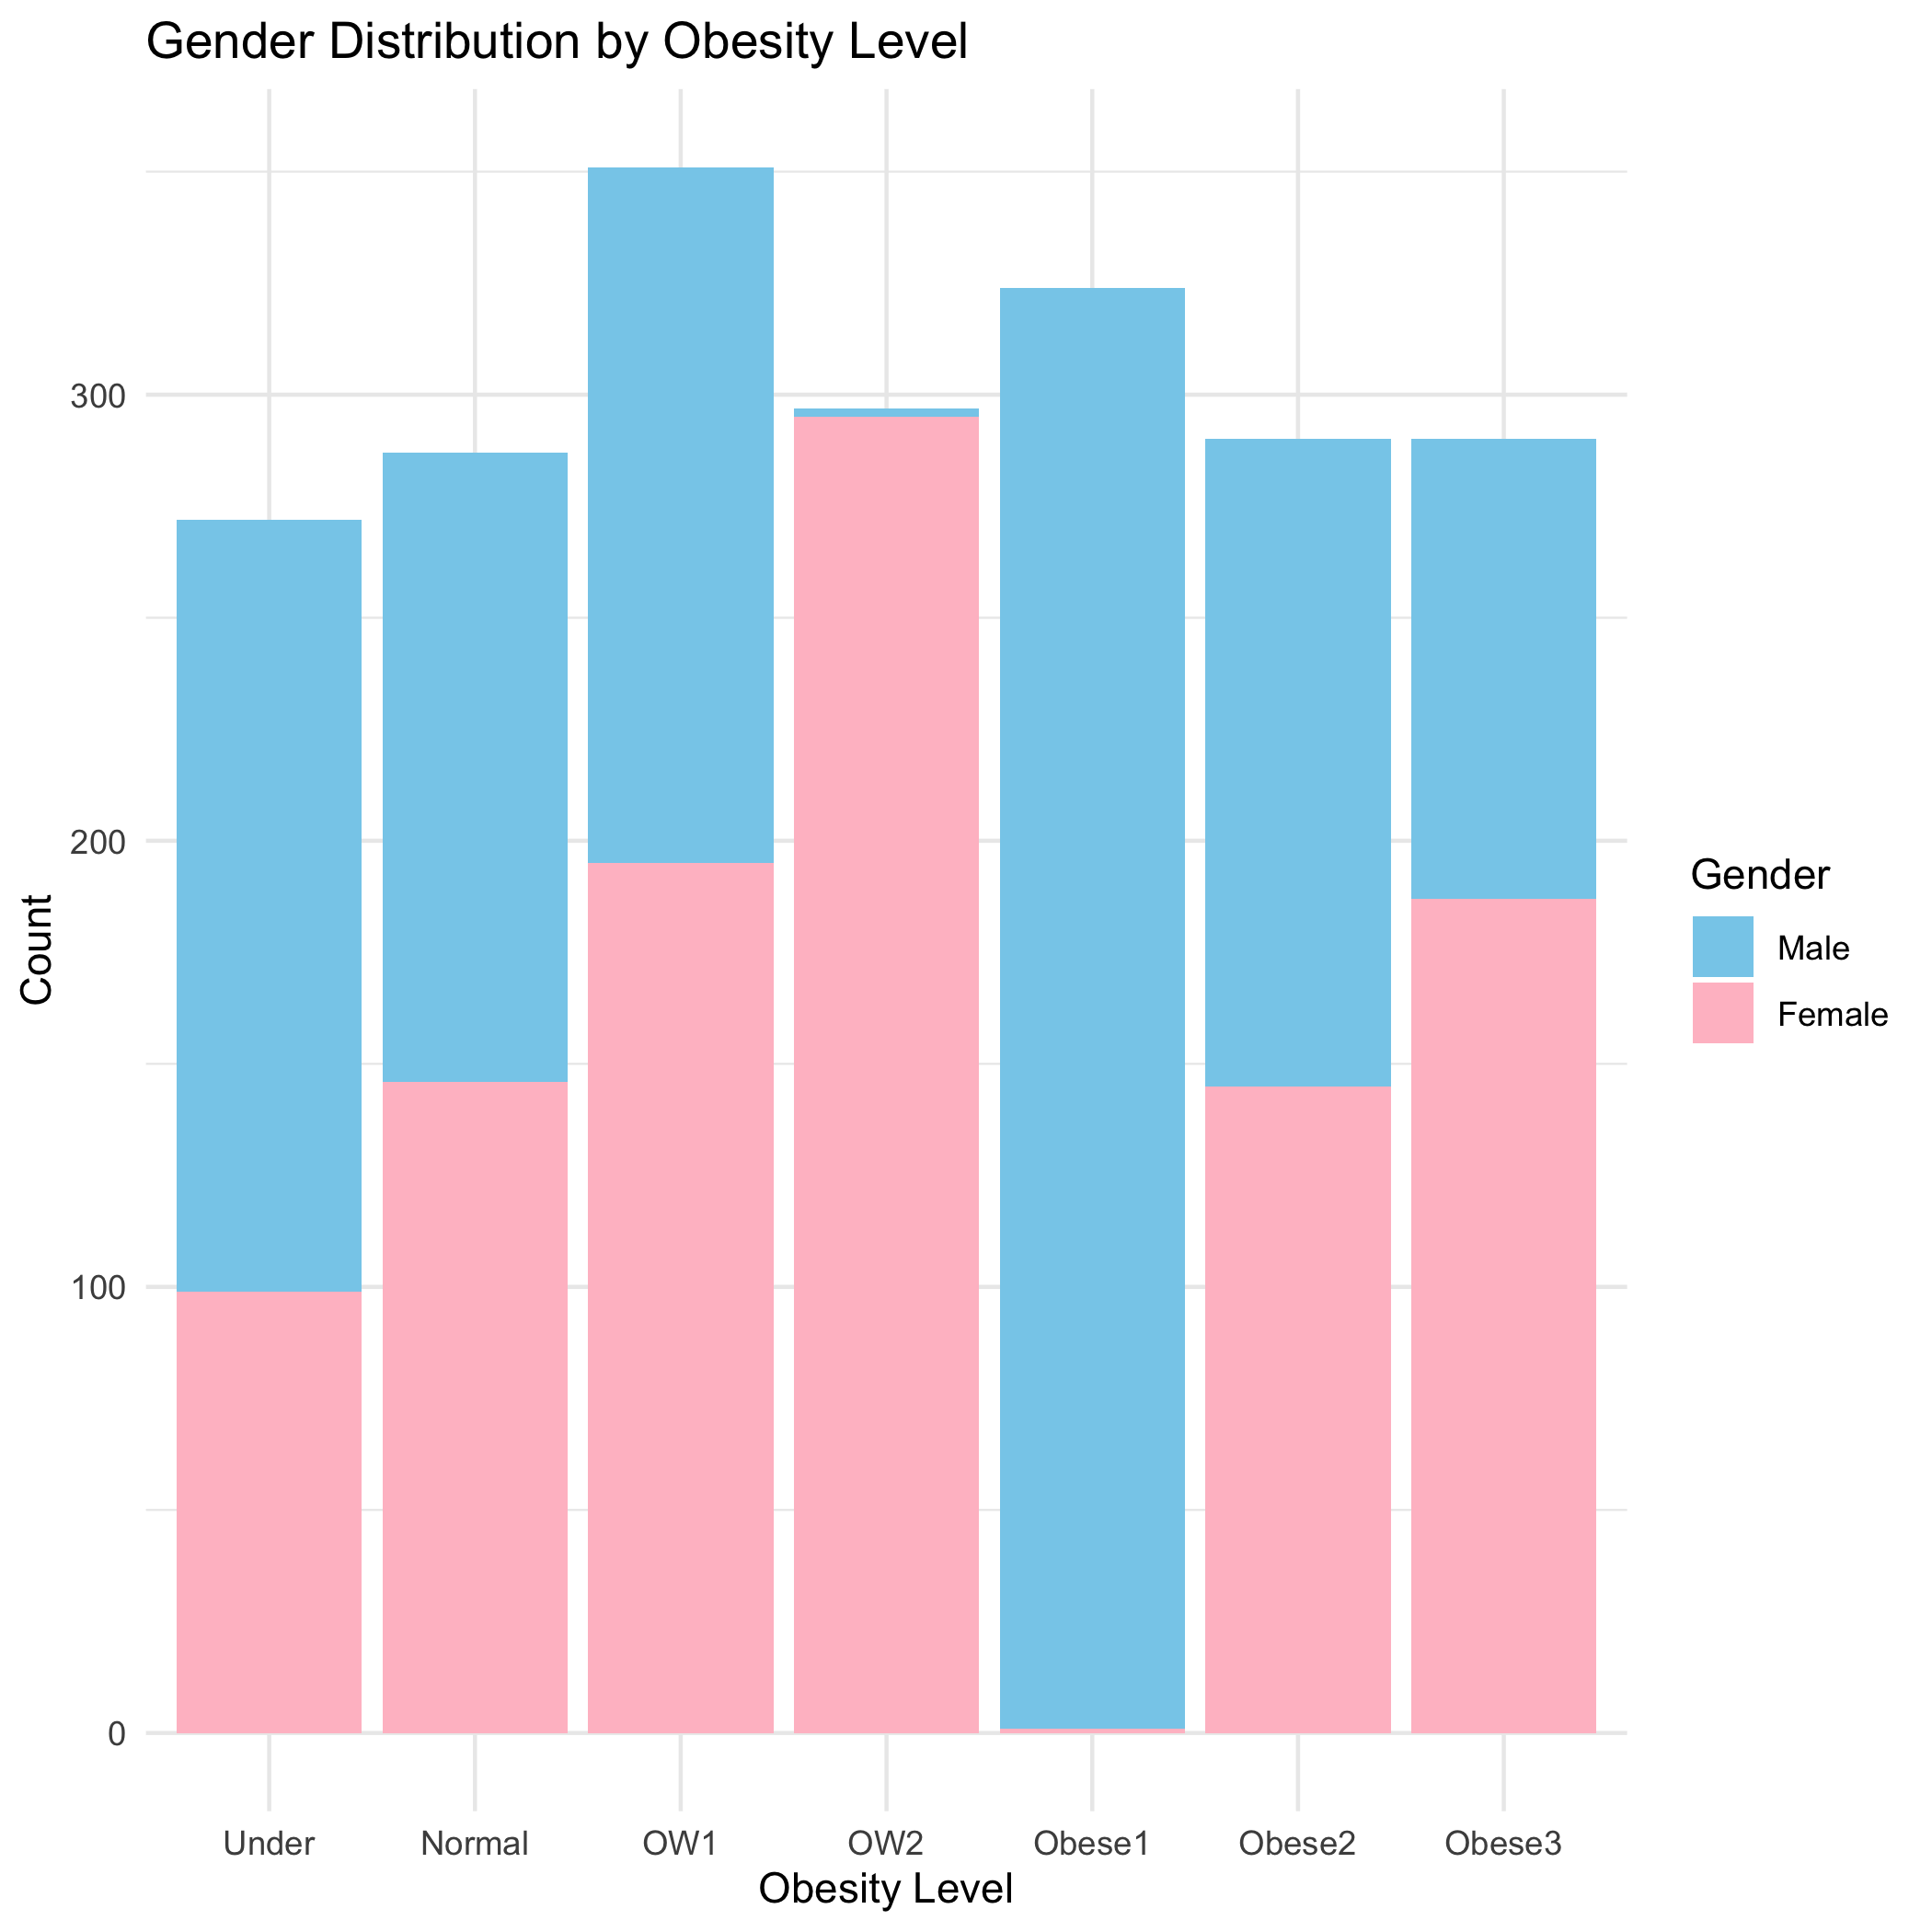 Gender Distribution by Obesity Level
300
200
100
0
Count
Under Normal OW1 OW2 Obese1 Obese2 Obese3
Obesity Level
Gender
Male
Female